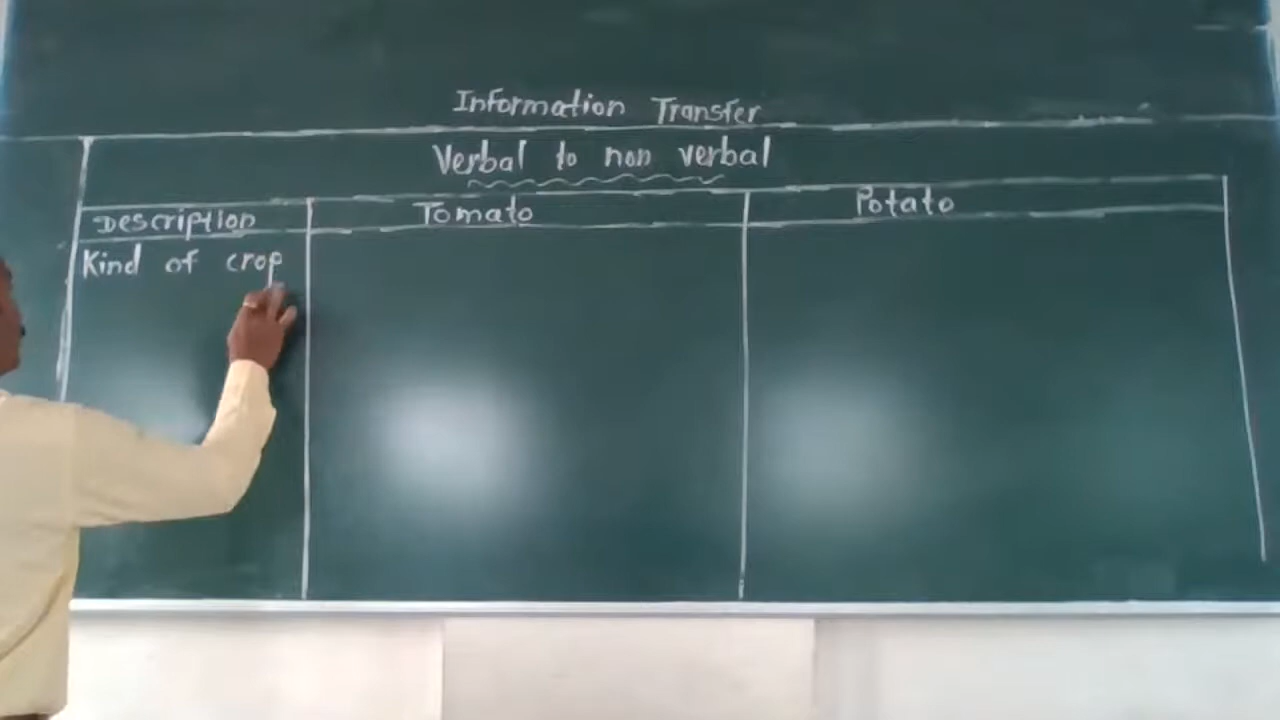 Information Transfer
Verbal to non verbal
Description Tomato Potato
Kind of crop